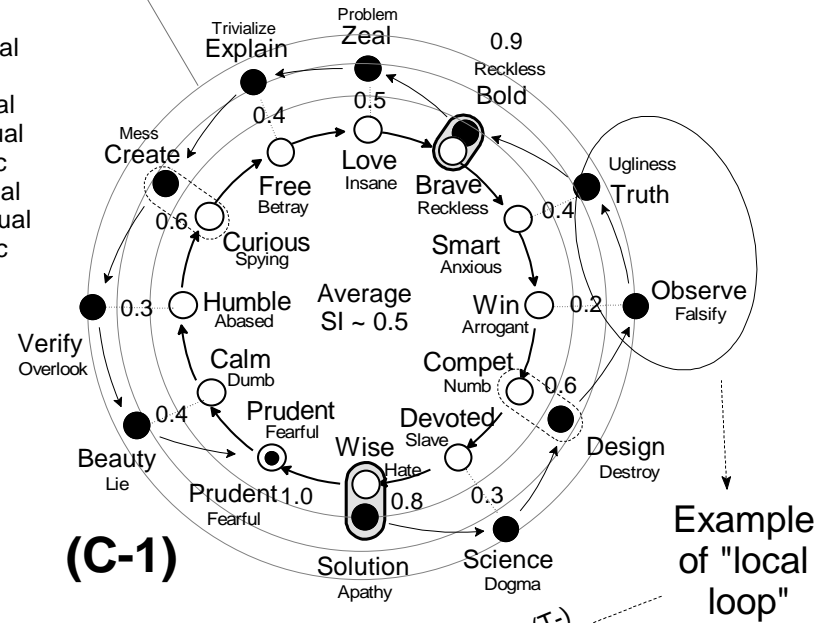 al
al
ual
c
al
ual
c
Problem
Zeal
Trivialize
Explain
0.9
Reckless
Bold
Mess
Create
0.4
0.5
Love
Insane
Free
Betray
Brave
Reckless
Ugliness
Truth
0.4
0.6
Curious
Spying
Smart
Anxious
Humble
Abased
Average
SI ~ 0.5
Win
Arrogant
0.2
Observe
Falsify
0.3
Verify
Overlook
Calm
Dumb
Compet
Numb
0.6
0.4
Beauty
Lie
Prudent
Fearful
Devoted
Slave
Wise
Hate
Design
Destroy
Prudent
Fearful
1.0
0.8
0.3
Science
Dogma
Solution
Apathy
(C-1)
Example
of "local
loop"
(T-)